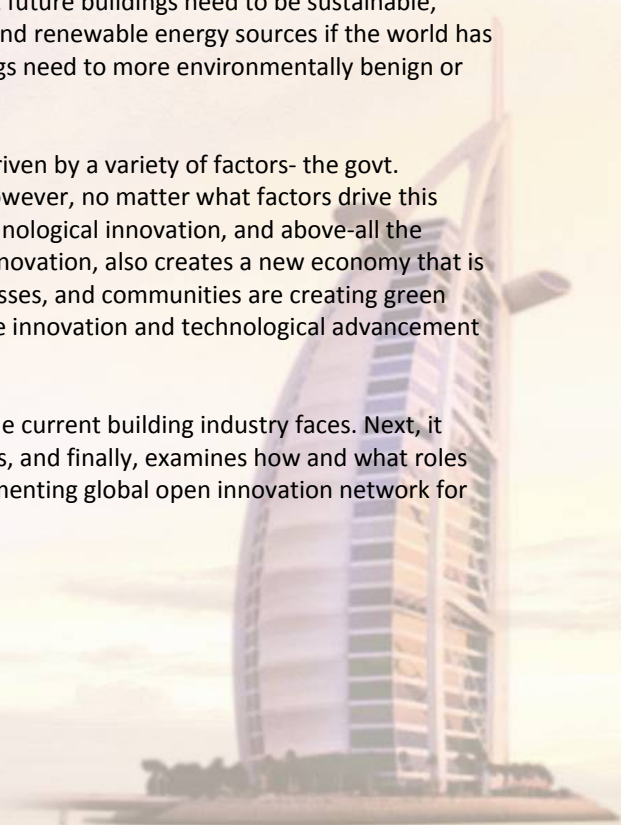 future buildings need to be sustainable,
nd renewable energy sources if the world has
gs need to more environmentally benign or
riven by a variety of factors- the govt.
owever, no matter what factors drive this
nological innovation, and above-all the
nnovation, also creates a new economy that is
sses, and communities are creating green
e innovation and technological advancement
e current building industry faces. Next, it
s, and finally, examines how and what roles
menting global open innovation network for